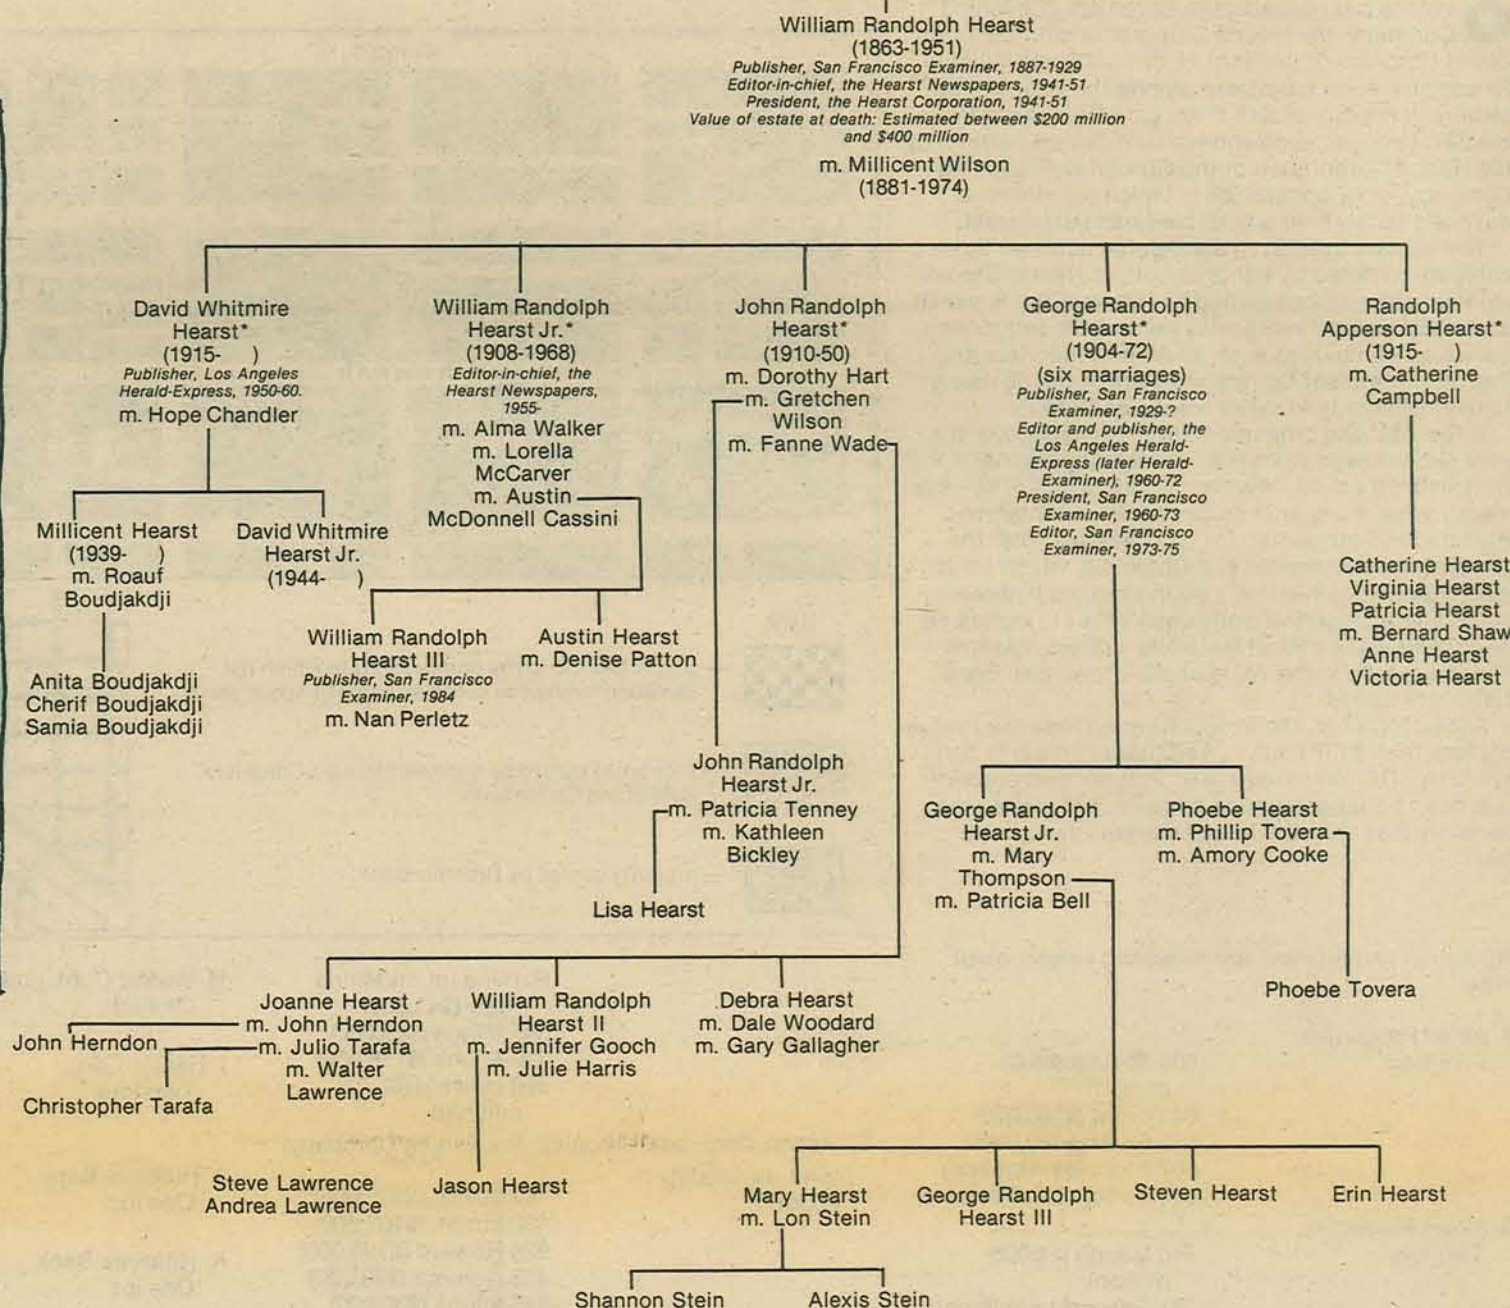 William Randolph Hearst
(1863-1951)
Publisher, San Francisco Examiner, 1887-1929
Editor-in-chief, the Hearst Newspapers, 1941-51
President, the Hearst Corporation, 1941-51
Value of estate at death: Estimated between $200 million
and $400 million
m. Millicent Wilson
(1881-1974)
David Whitmire
Hearst*
(1915- )
Publisher, Los Angeles
Herald-Express, 1950-60.
m. Hope Chandler
William Randolph
Hearst Jr.*
(1908-1968)
Editor-in-chief, the
Hearst Newspapers,
1955-
m. Alma Walker
m. Lorella
McCarver
m. Austin
McDonnell Cassini
John Randolph
Hearst*
(1910-50)
m. Dorothy Hart
m. Gretchen
Wilson
m. Fanne Wade
George Randolph
Hearst*
(1904-72)
(six marriages)
Publisher, San Francisco
Examiner, 1929-?
Editor and publisher, the
Los Angeles Herald-
Express (later Herald-
Examiner), 1960-72
President, San Francisco
Examiner, 1960-73
Editor, San Francisco
Examiner, 1973-75
Randolph
Apperson Hearst*
(1915- )
m. Catherine
Campbell
Millicent Hearst
(1939- )
m. Roauf
Boudjakdji
David Whitmire
Hearst Jr.
(1944- )
Anita Boudjakdji
Cherif Boudjakdji
Samia Boudjakdji
William Randolph
Hearst III
Publisher, San Francisco
Examiner, 1984
m. Nan Perletz
Austin Hearst
m. Denise Patton
Catherine Hearst
Virginia Hearst
Patricia Hearst
m. Bernard Shaw
Anne Hearst
Victoria Hearst
John Randolph
Hearst Jr.
m. Patricia Tenney
m. Kathleen
Bickley
Lisa Hearst
George Randolph
Hearst Jr.
m. Mary
Thompson
m. Patricia Bell
Phoebe Hearst
m. Phillip Tovera
m. Amory Cooke
Phoebe Tovera
Joanne Hearst
m. John Herndon
m. Julio Tarafa
m. Walter
Lawrence
John Herndon
Christopher Tarafa
Steve Lawrence
Andrea Lawrence
William Randolph
Hearst II
m. Jennifer Gooch
m. Julie Harris
Jason Hearst
Debra Hearst
m. Dale Woodard
m. Gary Gallagher
Mary Hearst
m. Lon Stein
George Randolph
Hearst III
Steven Hearst
Erin Hearst
Shannon Stein
Alexis Stein